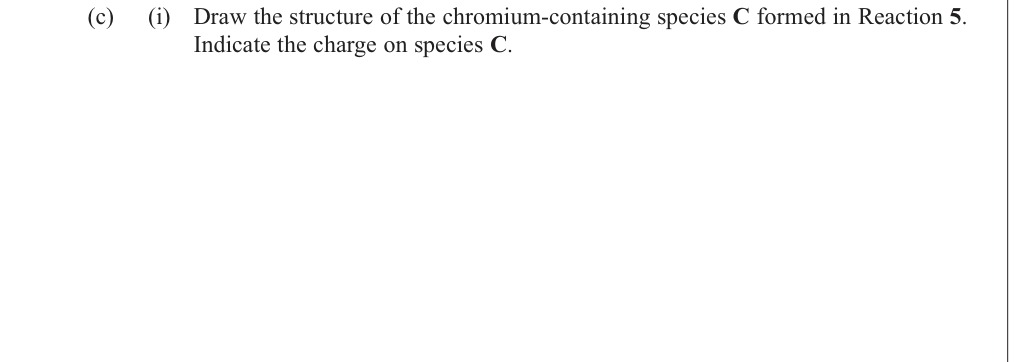 (c) (i) Draw the structure of the chromium-containing species C formed in Reaction 5.
Indicate the charge on species C.